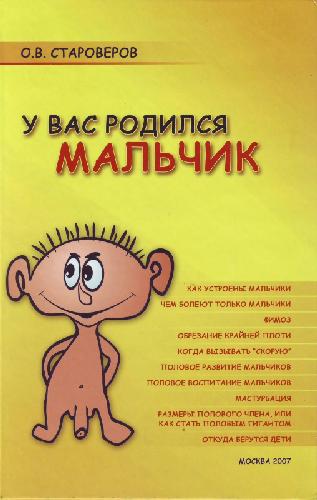 О.В. СТАРОВЕРОВ
У ВАС РОДИЛСЯ
МАЛЬЧИК
КАК УСТРОЕНЫ МАЛЬЧИКИ
ЧЕМ БОЛЕЮТ ТОЛЬКО МАЛЬЧИКИ
ФИМОЗ
ОБРЕЗАНИЕ КРАЙНЕЙ ПЛОТИ
КОГДА ВЫЗЫВАТЬ "СКОРУЮ"
ПОЛОВОЕ РАЗВИТИЕ МАЛЬЧИКОВ
ПОЛОВОЕ ВОСПИТАНИЕ МАЛЬЧИКОВ
МАСТУРБАЦИЯ
РАЗМЕРЫ ПОЛОВОГО ЧЛЕНА, ИЛИ
КАК СТАТЬ ПОЛОВЫМ ГИГАНТОМ
ОТКУДА БЕРУТСЯ ДЕТИ
МОСКВА 2007